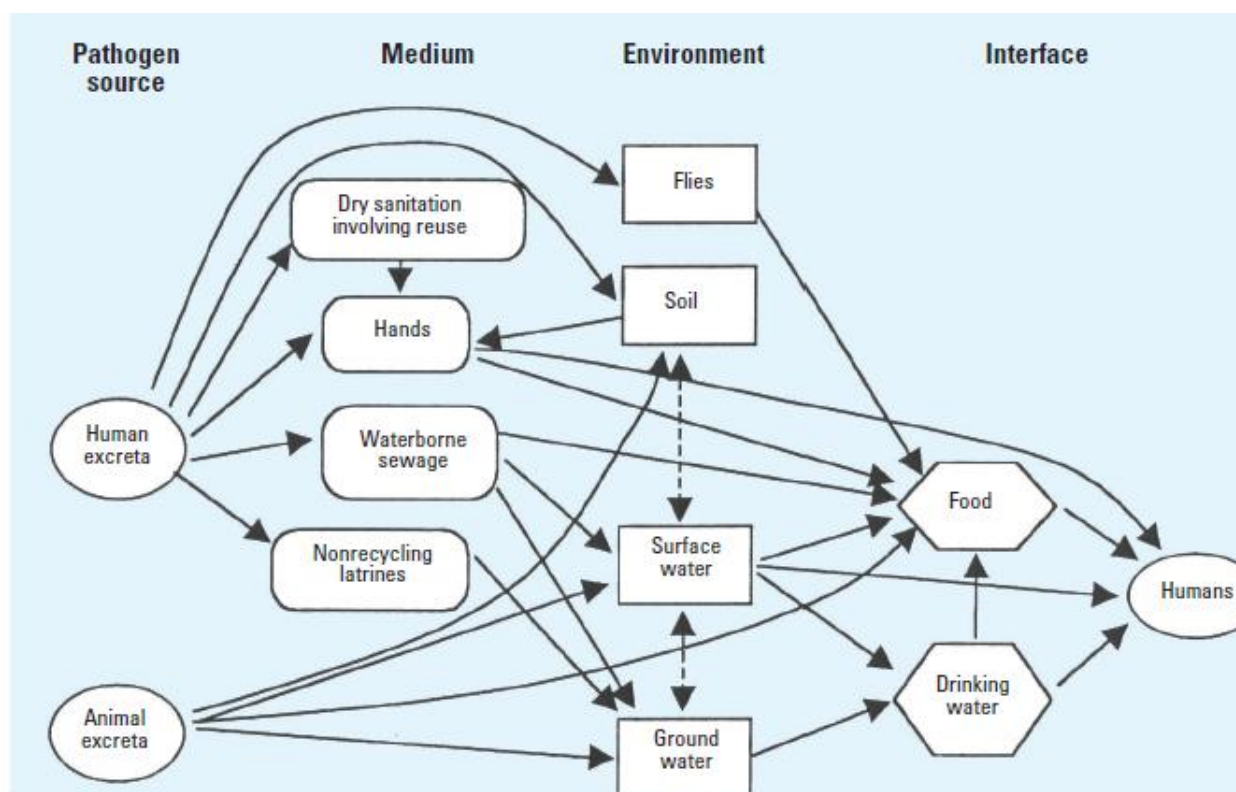 Pathogen
source
Medium
Environment
Interface
Flies
Dry sanitation
involving reuse
Soil
Hands
Human
excreta
Waterborne
sewage
Food
Nonrecycling
latrines
Surface
water
Humans
Animal
excreta
Drinking
water
Ground
water